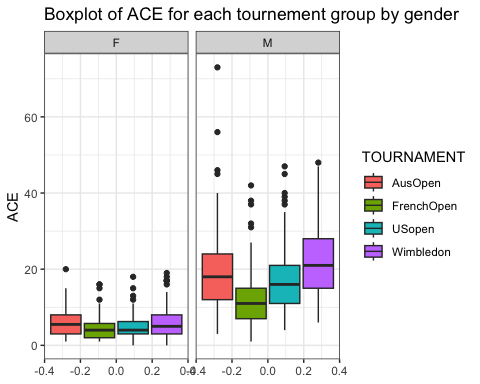 Boxplot of ACE for each tournement group by gender
F
M
ACE
60
40
20
0
-0.4 -0.2 0.0 0.2 0.4
-0.4 -0.2 0.0 0.2 0.4
TOURNAMENT
AusOpen
FrenchOpen
USopen
Wimbledon